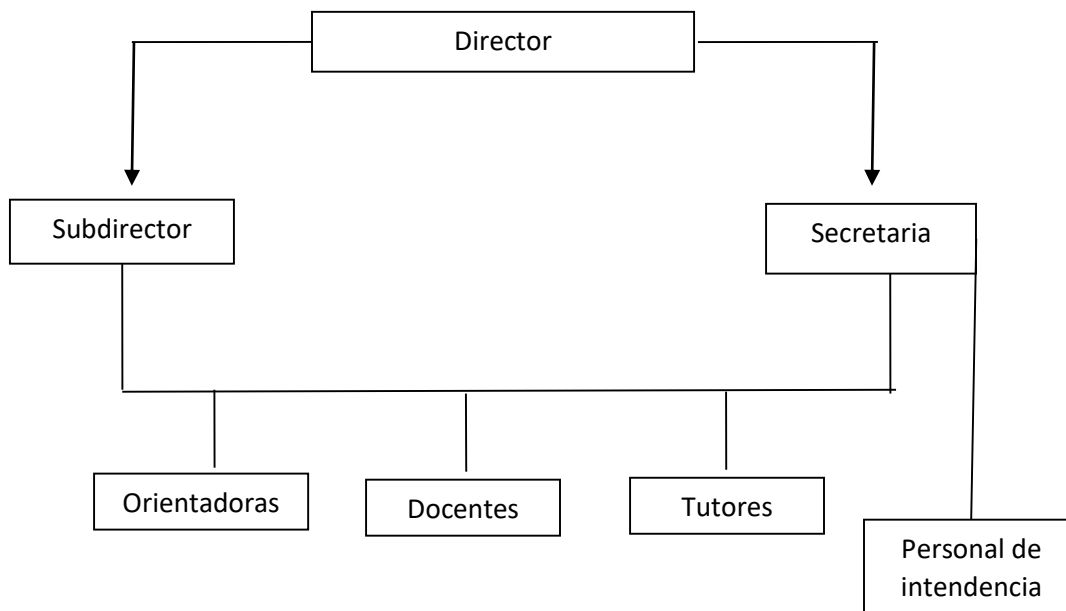 Director
Subdirector
Secretaria
Orientadoras
Docentes
Tutores
Personal de
intendencia